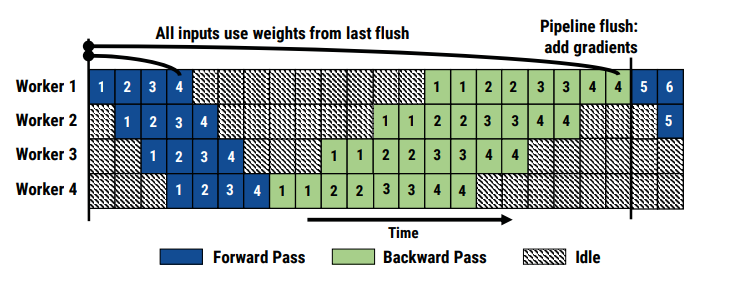 All inputs use weights from last flush
Pipeline flush:
add gradients
Worker 1 1 2 3 4 1 1 2 2 3 3 4 4 5 6
Worker 2 1 2 3 4 1 1 2 2 3 3 4 4 5
Worker 3 1 2 3 4 1 1 2 2 3 3 4 4
Worker 4 1 2 3 4 1 1 2 2 3 3 4 4
Time
Forward Pass Backward Pass Idle